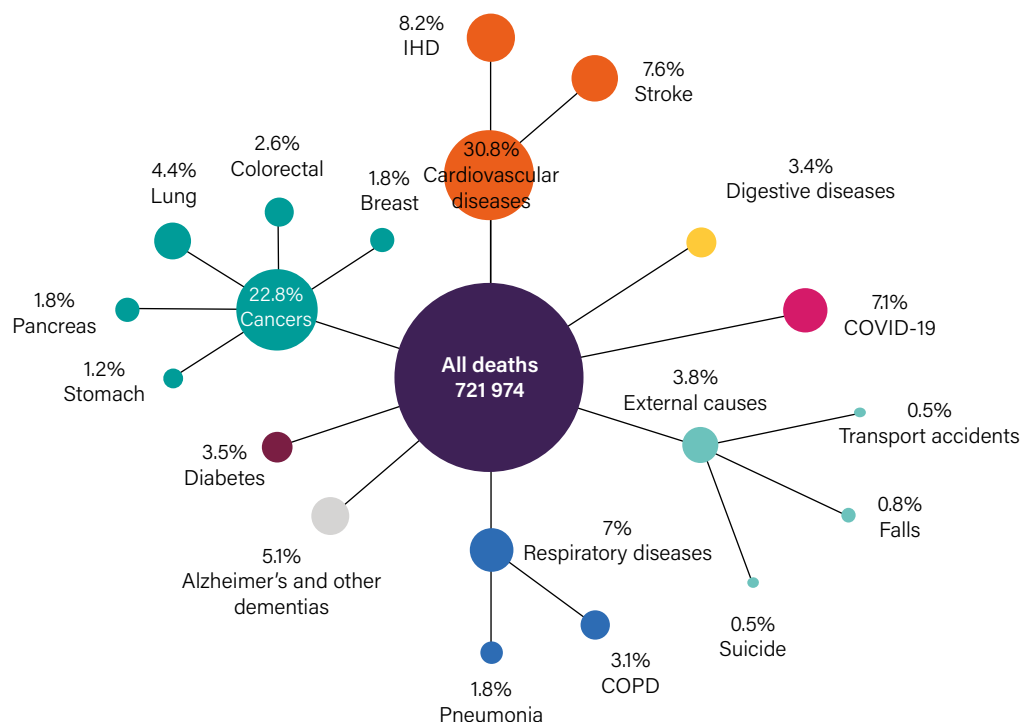 8.2%
IHD
7.6%
Stroke
30.8%
Cardiovascular
diseases
2.6%
Colorectal
4.4%
Lung
1.8%
Breast
3.4%
Digestive diseases
22.8%
Cancers
1.8%
Pancreas
7.1%
COVID-19
1.2%
Stomach
All deaths
721 974
3.8%
External causes
0.5%
Transport accidents
3.5%
Diabetes
0.8%
Falls
7%
Respiratory diseases
5.1%
Alzheimer's and other
dementias
0.5%
Suicide
3.1%
COPD
1.8%
Pneumonia